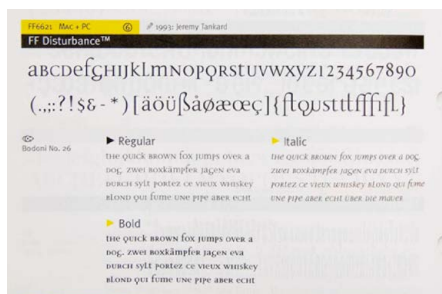 FF6621 MAC + PC 6 1993: Jeremy Tankard
FF Disturbance™
aBCDefGHIJKLMNOPQRSTUVWXYZ1234567890
(.,;:?!$&-*)[äöüßåøæœç]{
Bodoni No. 26
Regular
THE QUICK BROWN FOX JUMPS OVER A
DOG. ZWEI BOXKÄMPFER JAGEN EVA
DURCH SYLT PORTEZ CE VIEUX WHISKEY
BLOND QUI FUME UNE PIPE ABER ECHT
Italic
THE QUICK BROWN FOX JUMPS OVER A DOG.
ZWEI BOXKÄMPFER JAGEN EVA DURCH SYLT
PORTEZ CE VIEUX WHISKEY BLOND QUI FUME
UNE PIPE ABER ECHT ÜBER DIE MAUER
Bold
THE QUICK BROWN FOX JUMPS OVER A
DOG. ZWEI BOXKÄMPFER JAGEN EVA
DURCH SYLT PORTEZ CE VIEUX WHISKEY
BLOND QUI FUME UNE PIPE ABER ECHT